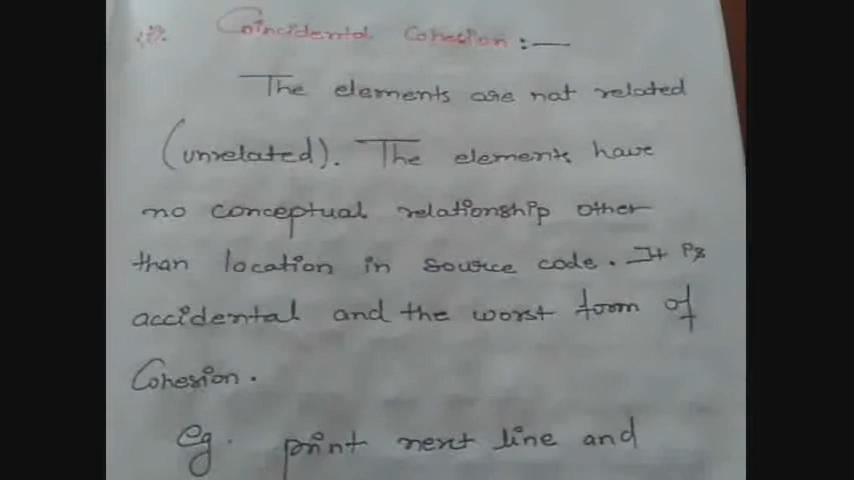 Coincidental Cohesion :—
The elements are not related
(unrelated). The elements have
no conceptual relationship other
than location in source code. It is
accidental and the worst form of
Cohesion.
eg. print next line and